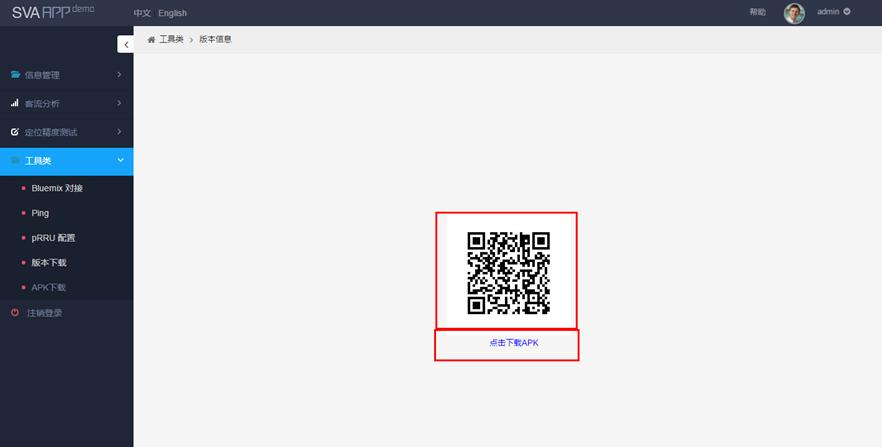 SVA APP demo
中文 English
帮助 admin
工具类 > 版本信息
信息管理
客流分析
定位精度测试
工具类
Bluemix 对接
Ping
pRRU 配置
版本下载
APK下载
注销登录
点击下载APK